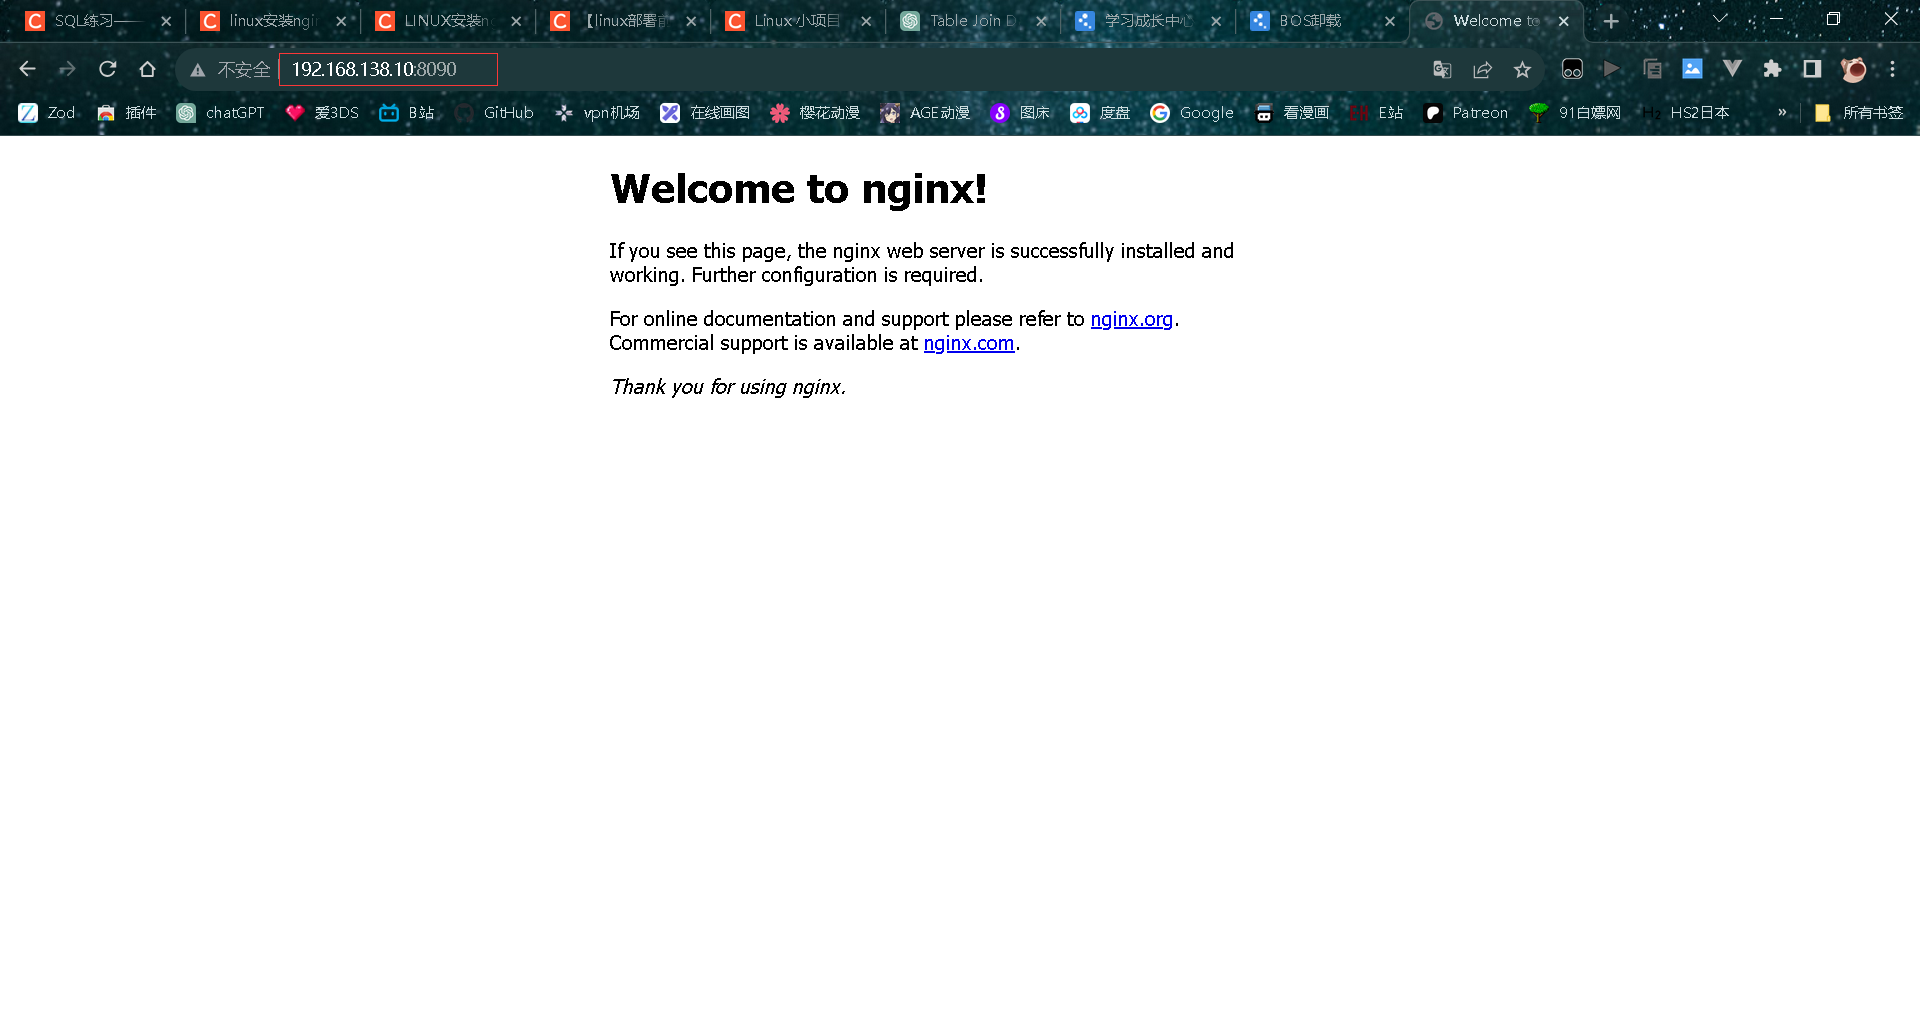 SQL练习——
linux安装ngi
LINUX安装n
【linux部署
Linux 小项目
Table Join D
学习成长中心
BOS卸载
Welcome to
不安全
192.168.138.10:8090
Zod
插件
chatGPT
爱3DS
B站
GitHub
vpn机场
在线画图
樱花动漫
AGE动漫
图床
度盘
Google
看漫画
E站
Patreon
91白嫖网
H2
HS2日本
»
所有书签
Welcome to nginx!
If you see this page, the nginx web server is successfully installed and
working. Further configuration is required.
For online documentation and support please refer to nginx.org.
Commercial support is available at nginx.com.
Thank you for using nginx.